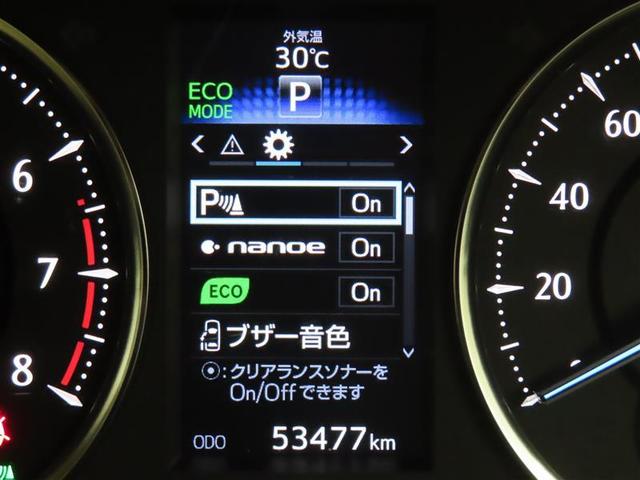 外気温
30℃
ECO
MODE
P
P On
nanoe On
ECO On
ブザー音色
:クリアランスソナーを
On/Offできます
ODO 53477km
6
7
8
60
40
20